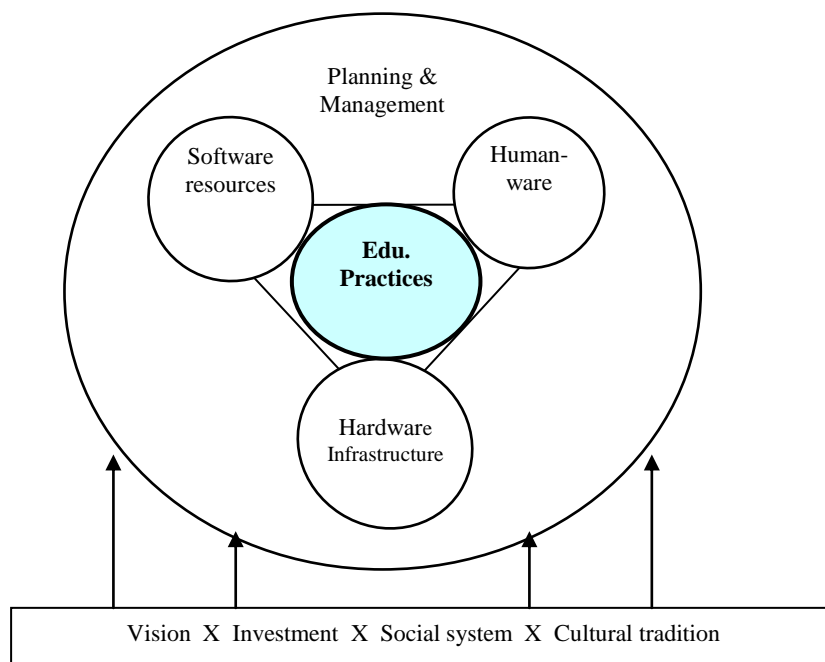 Planning &
Management
Software
resources
Human-
ware
Edu.
Practices
Hardware
Infrastructure
Vision X Investment X Social system X Cultural tradition